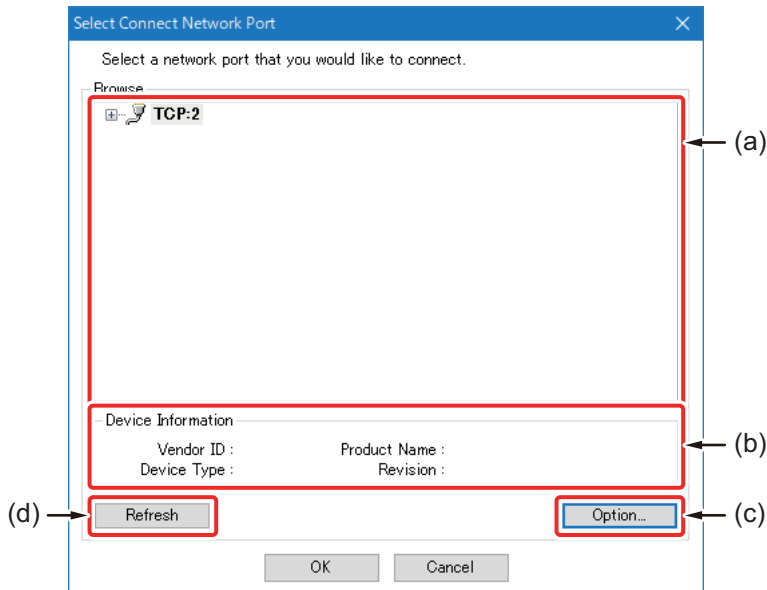 Select Connect Network Port
Select a network port that you would like to connect.
Browse
TCP:2
(a)
Device Information
Vendor ID : Product Name :
Device Type : Revision :
(b)
(d) Refresh Option... (c)
OK Cancel